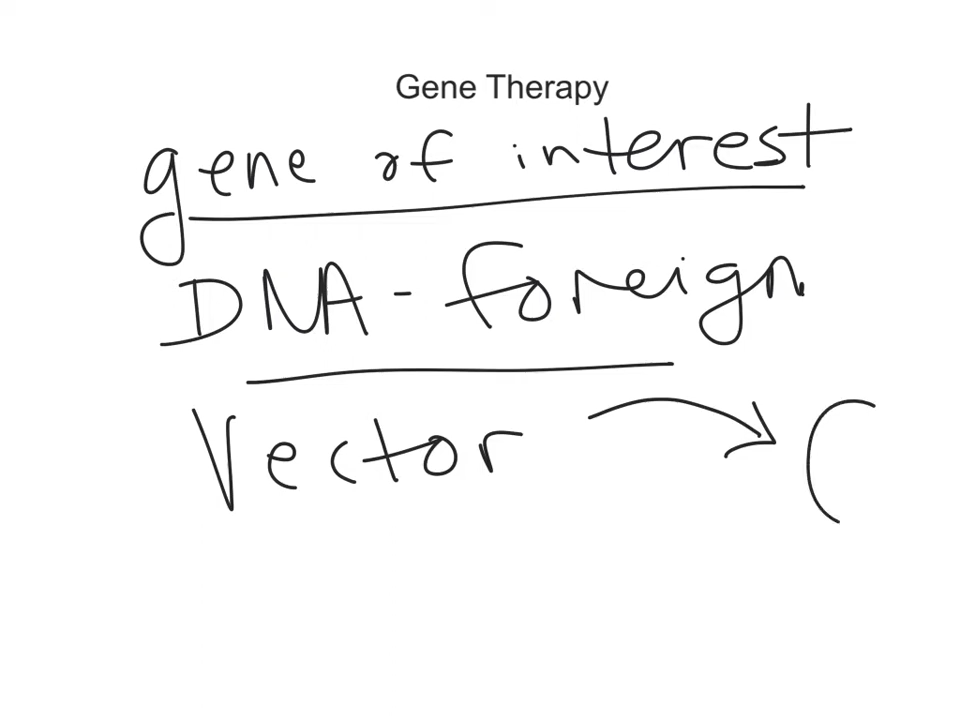 Gene Therapy
gene of interest
DNA - foreign
Vector